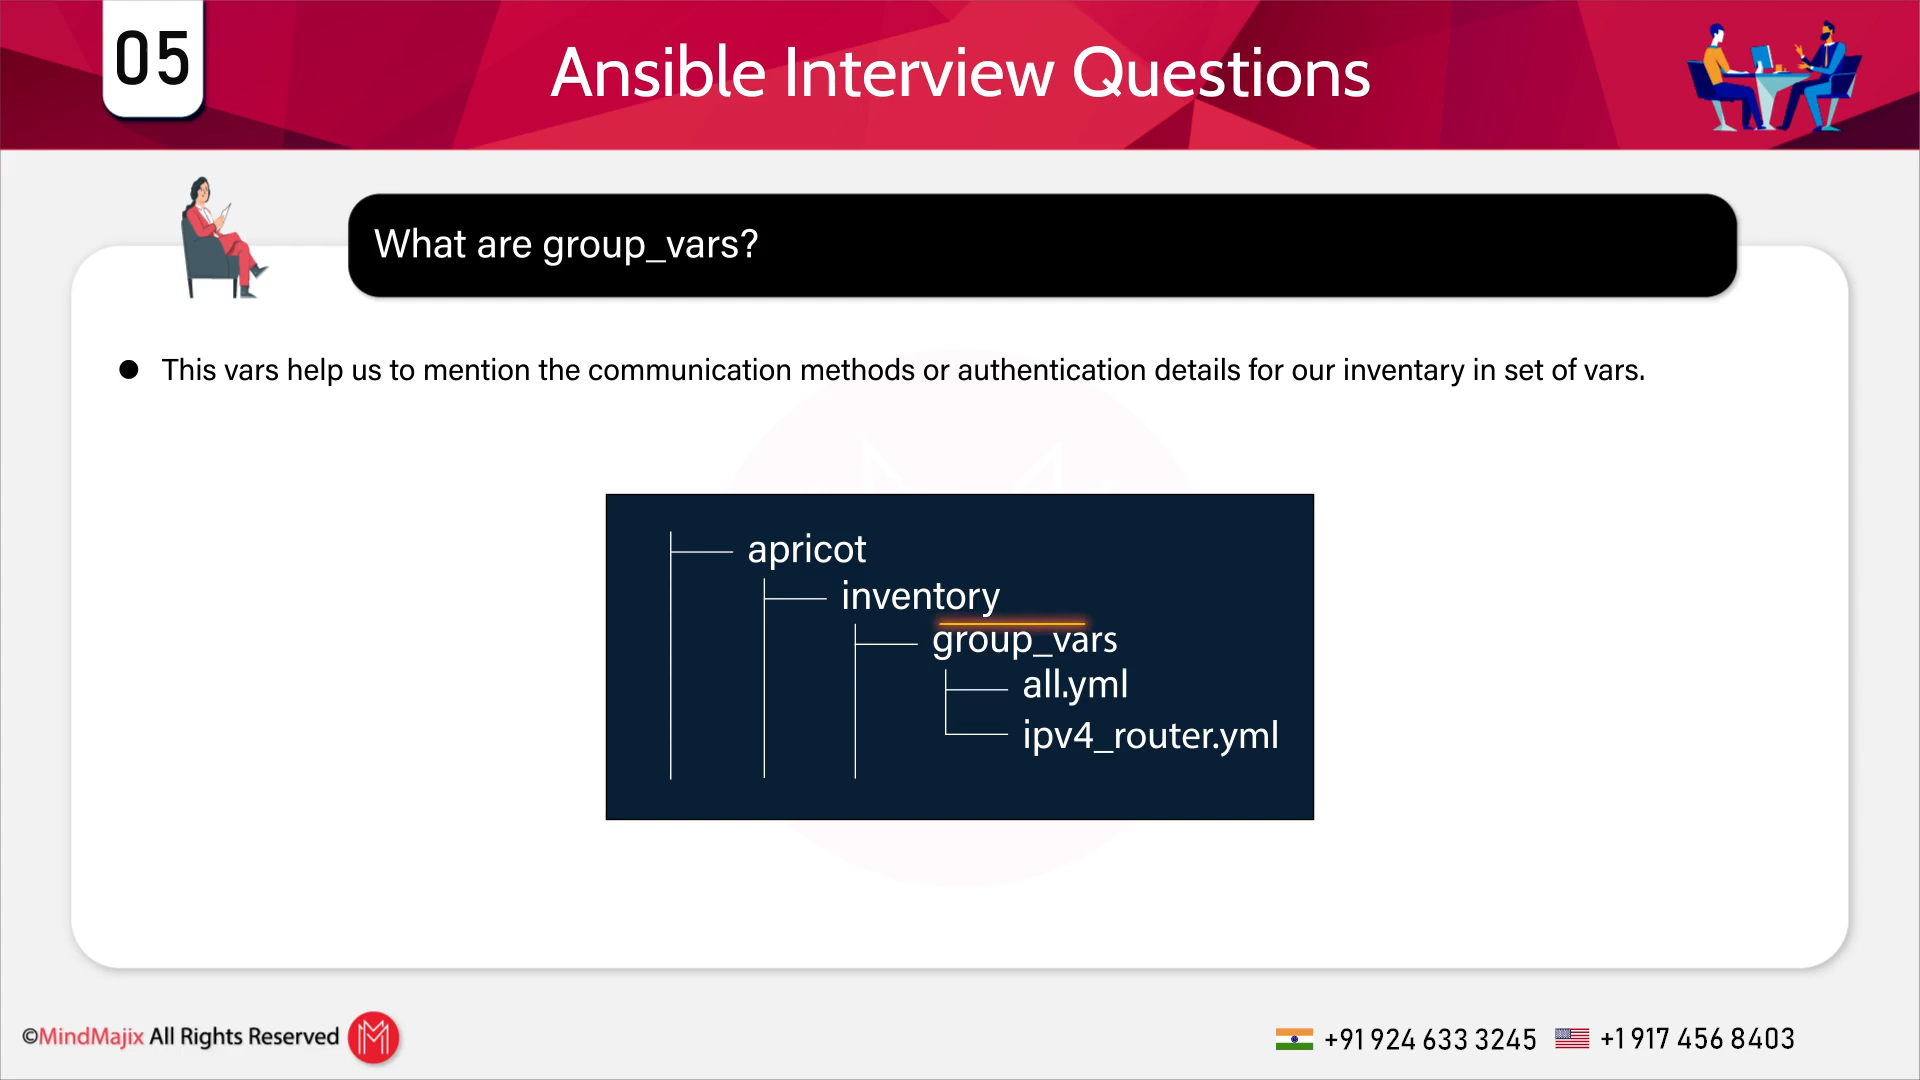 05
Ansible Interview Questions
What are group_vars?
● This vars help us to mention the communication methods or authentication details for our inventary in set of vars.
apricot
inventory
group_vars
all.yml
ipv4_router.yml
©MindMajix All Rights Reserved
+91 924 633 3245 +1 917 456 8403